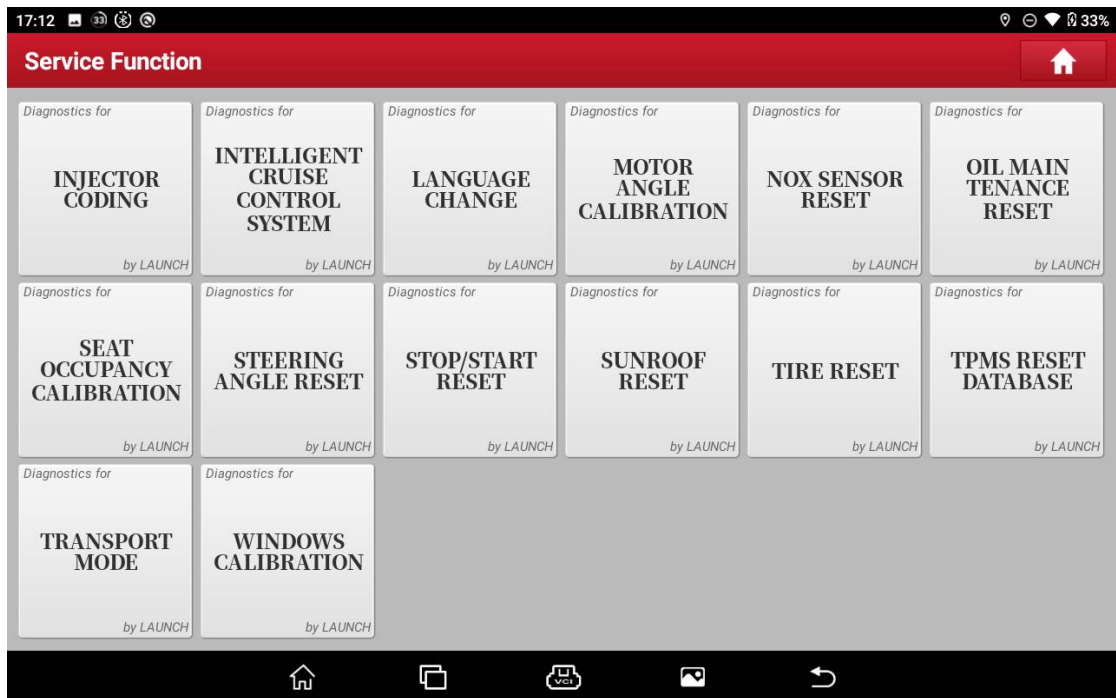 17:12 33 33%
Service Function
Diagnostics for
INJECTOR
CODING
by LAUNCH
Diagnostics for
INTELLIGENT
CRUISE
CONTROL
SYSTEM
by LAUNCH
Diagnostics for
LANGUAGE
CHANGE
by LAUNCH
Diagnostics for
MOTOR
ANGLE
CALIBRATION
by LAUNCH
Diagnostics for
NOX SENSOR
RESET
by LAUNCH
Diagnostics for
OIL MAIN
TENANCE
RESET
by LAUNCH
Diagnostics for
SEAT
OCCUPANCY
CALIBRATION
by LAUNCH
Diagnostics for
STEERING
ANGLE RESET
by LAUNCH
Diagnostics for
STOP/START
RESET
by LAUNCH
Diagnostics for
SUNROOF
RESET
by LAUNCH
Diagnostics for
TIRE RESET
by LAUNCH
Diagnostics for
TPMS RESET
DATABASE
by LAUNCH
Diagnostics for
TRANSPORT
MODE
by LAUNCH
Diagnostics for
WINDOWS
CALIBRATION
by LAUNCH
VCI